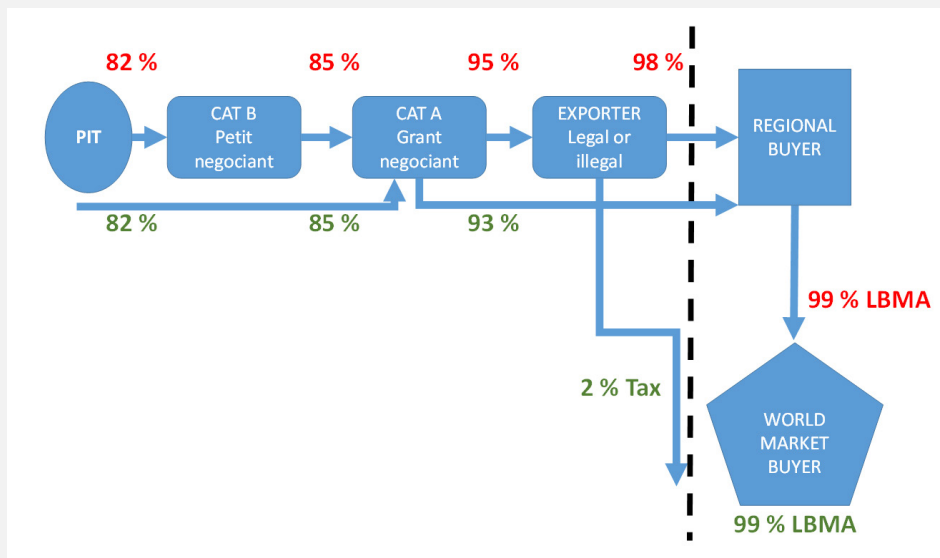 82 %
85 %
95 %
98 %
PIT
CAT B
Petit
negociant
CAT A
Grant
negociant
EXPORTER
Legal or
illegal
REGIONAL
BUYER
82 %
85 %
93 %
99 % LBMA
2 % Tax
WORLD
MARKET
BUYER
99 % LBMA